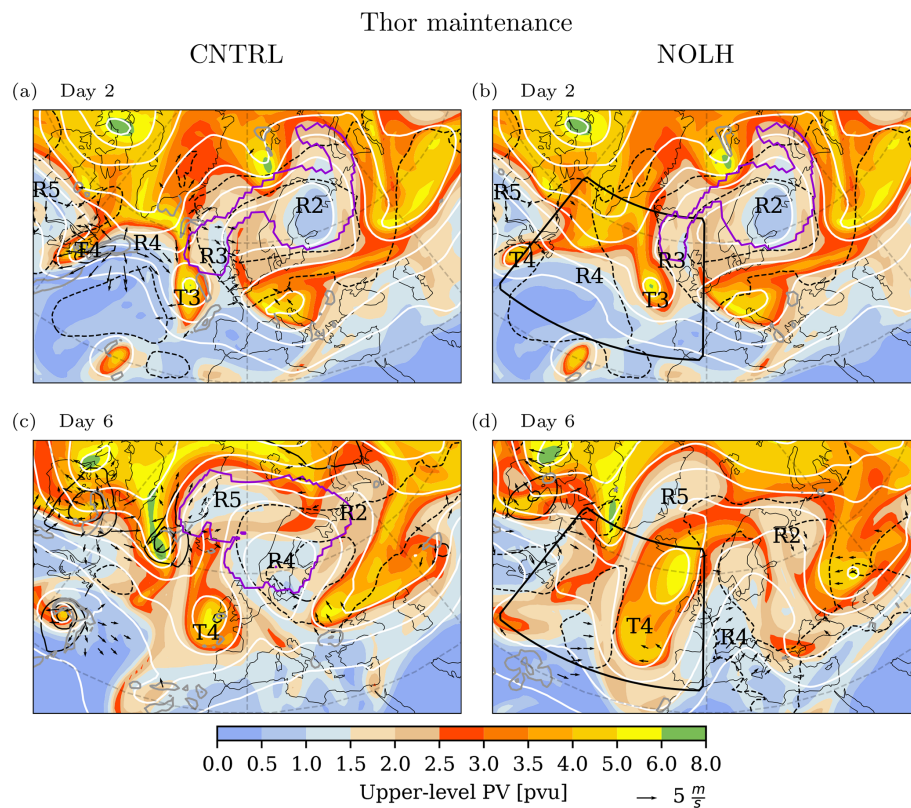 Thor maintenance
CNTRL NOLH
(a) Day 2
(b) Day 2
R5
R2
T4
R4
R3
T3
R5
R2
T4
R4
R3
T3
(c) Day 6
(d) Day 6
R5
R2
R4
T4
C
R5
R2
T4
R4
0.0 0.5 1.0 1.5 2.0 2.5 3.0 3.5 4.0 4.5 5.0 6.0 8.0
Upper-level PV [pvu] → 5 m/s